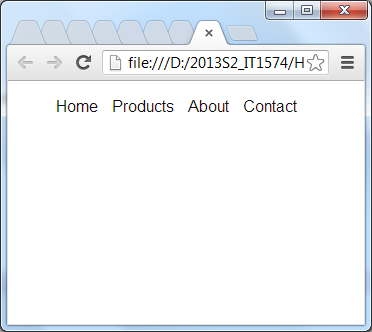 file:///D:/2013S2_IT1574/H
Home Products About Contact